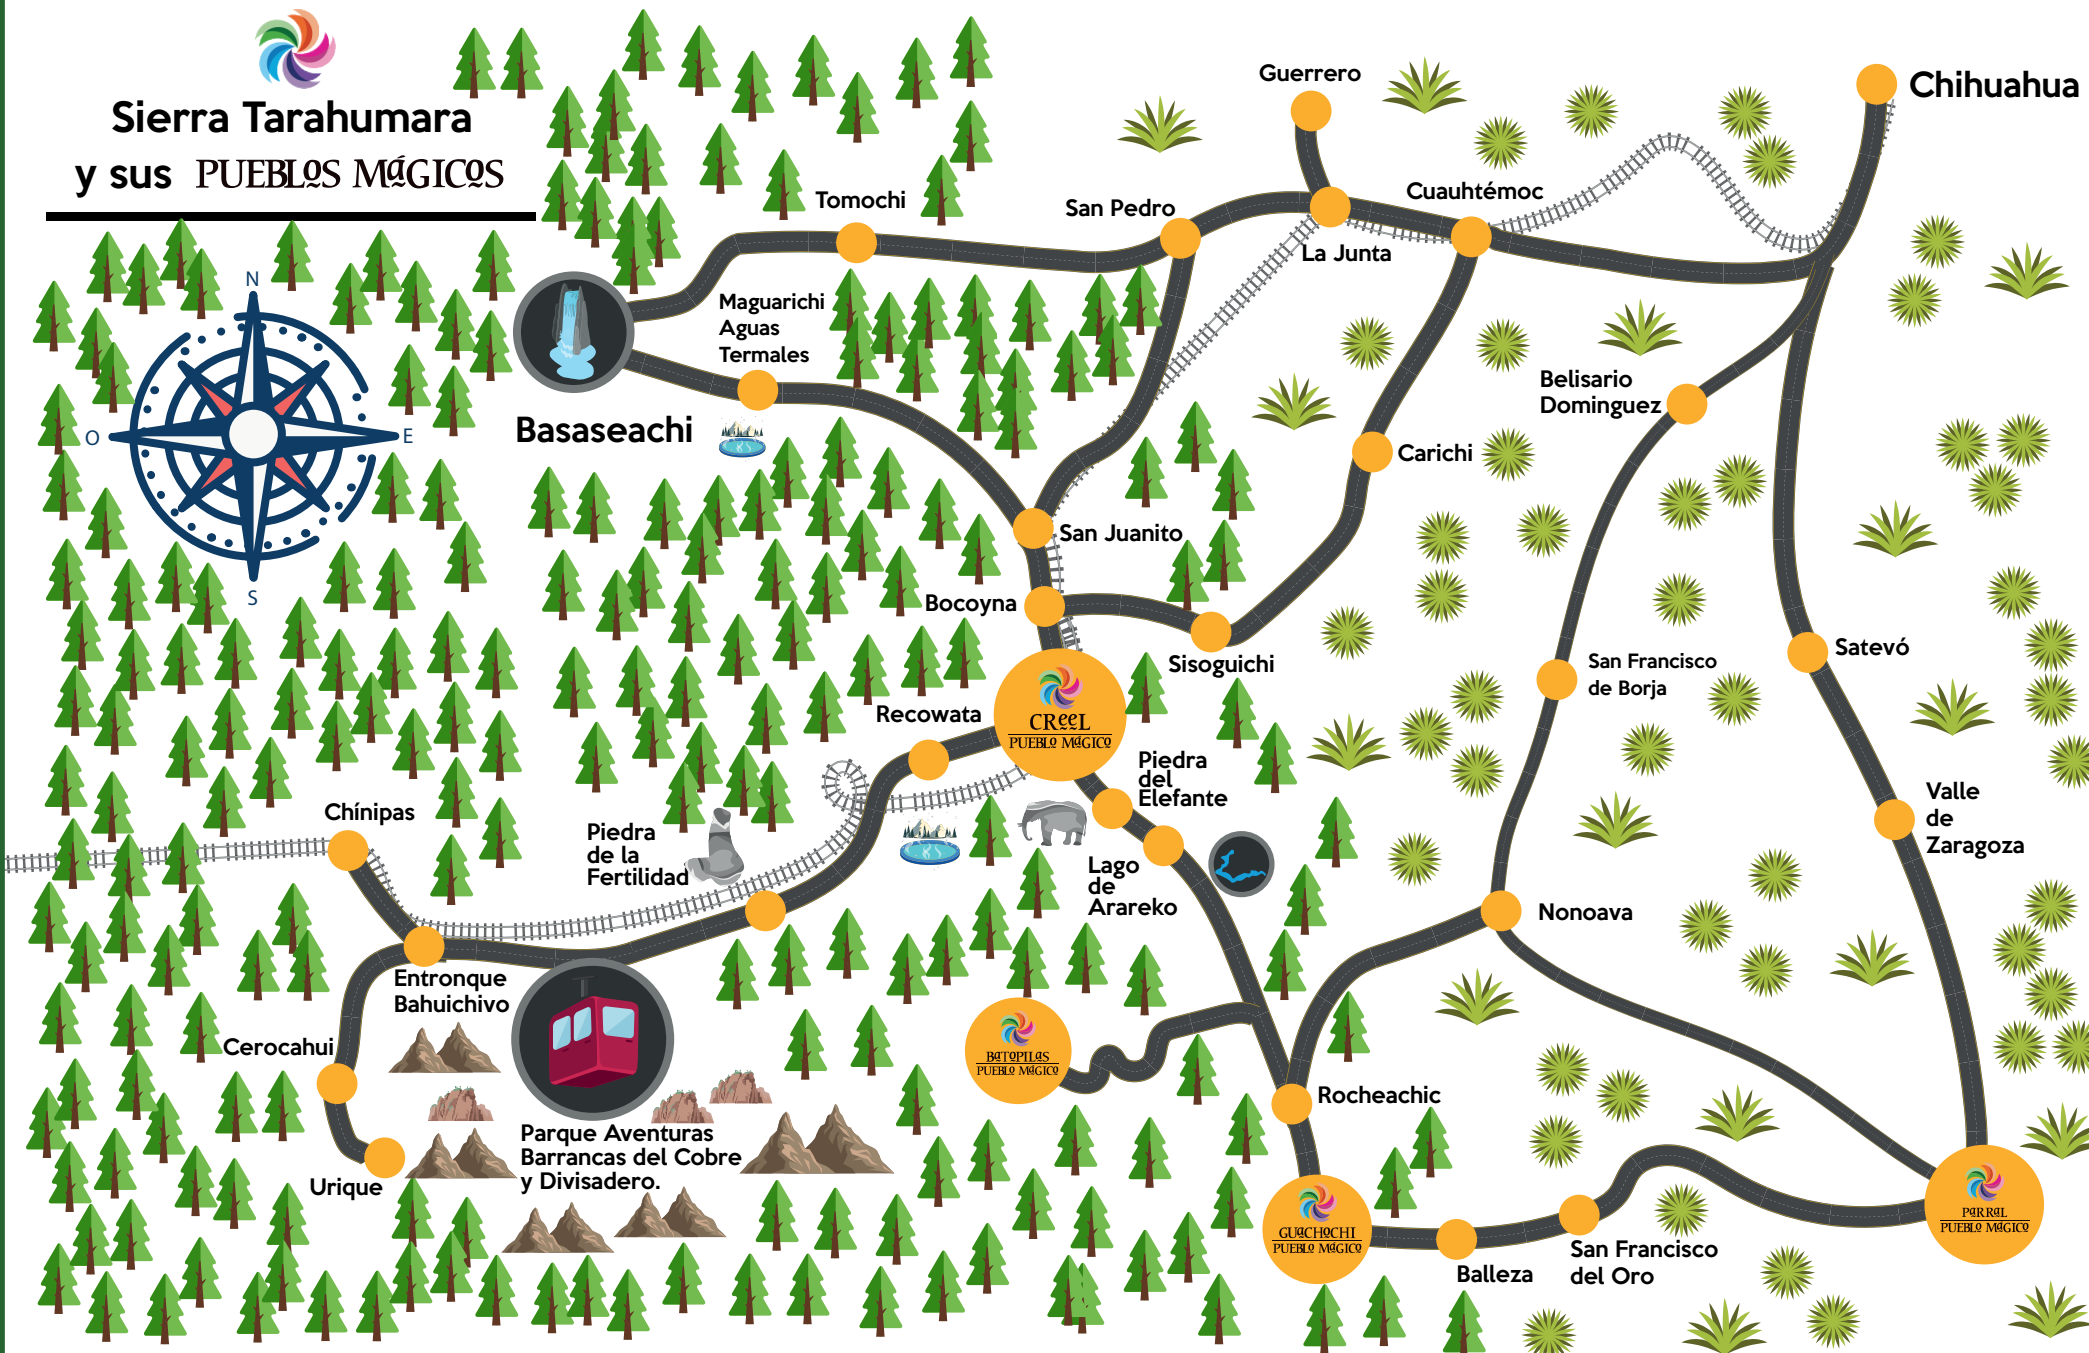 Sierra Tarahumara
y sus PUEBLOS MÁGICOS
Guerrero
Chihuahua
Tomochi
San Pedro
Cuauhtémoc
La Junta
N
O
E
S
Maguarichi
Aguas
Termales
Basaseachi
Belisario
Dominguez
Carichi
San Juanito
Bocoyna
Sisoguichi
San Francisco
de Borja
Satevó
Recowata
CREEL
PUEBLO MÁGICO
Piedra
del
Elefante
Chínipas
Piedra
de la
Fertilidad
Lago
de
Arareko
Valle
de
Zaragoza
Nonoava
Entronque
Bahuichivo
Cerocahui
BATOPILAS
PUEBLO MÁGICO
Rocheachic
Parque Aventuras
Barrancas del Cobre
y Divisadero.
Urique
GUACHOCHI
PUEBLO MÁGICO
Balleza
San Francisco
del Oro
PARRAL
PUEBLO MÁGICO